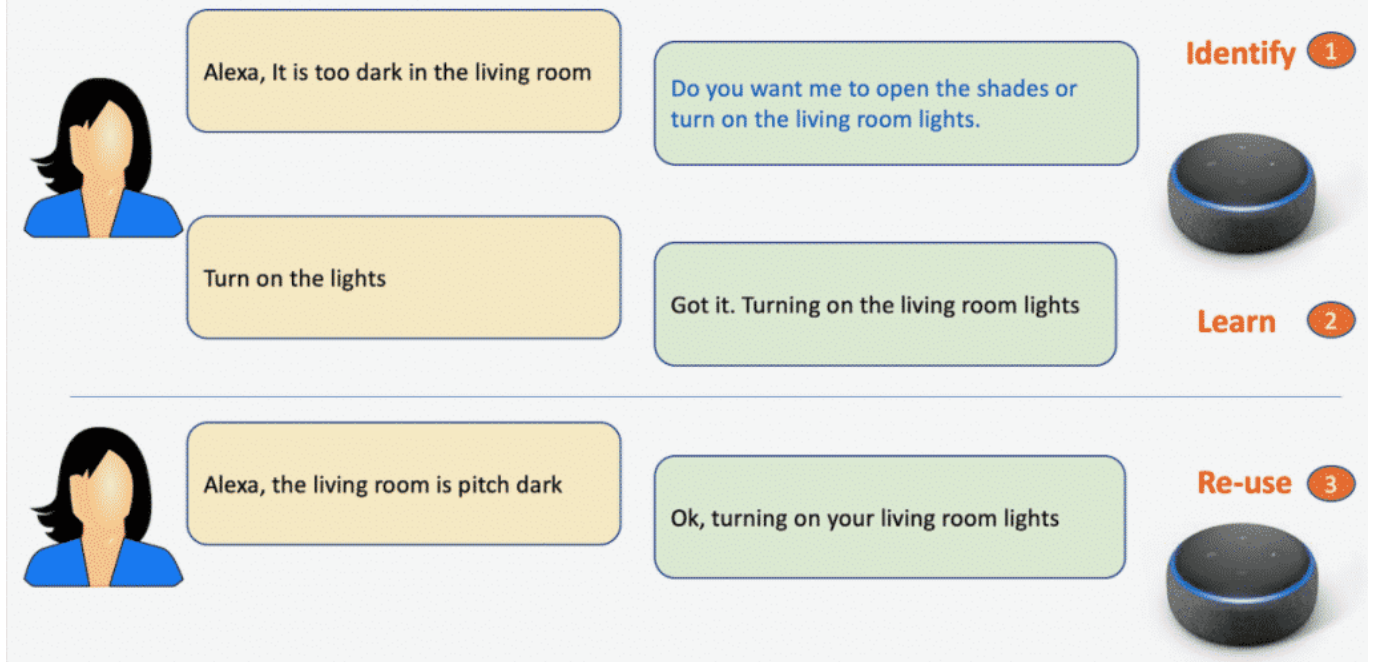 Alexa, It is too dark in the living room
Identify 1
Do you want me to open the shades or
turn on the living room lights.
Turn on the lights
Got it. Turning on the living room lights
Learn 2
Alexa, the living room is pitch dark
Re-use 3
Ok, turning on your living room lights